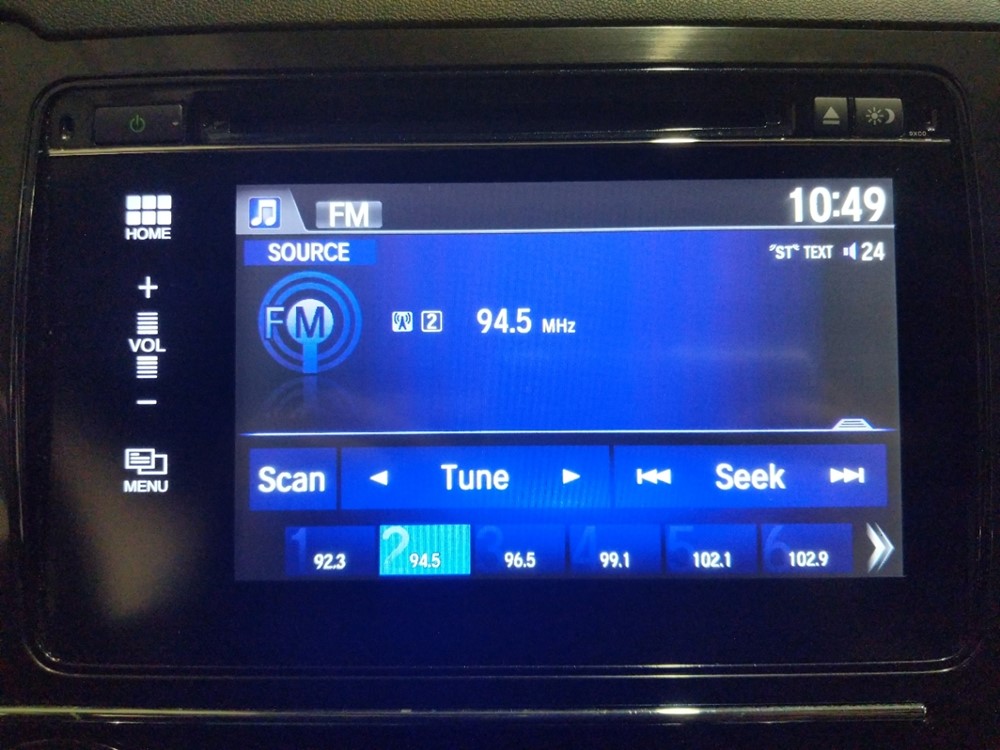 9XCD
HOME
FM
10:49
SOURCE
"ST" TEXT 24
FM
2 94.5 MHz
+
VOL
−
MENU
Scan Tune Seek
1 92.3
2 94.5
3 96.5
4 99.1
5 102.1
6 102.9